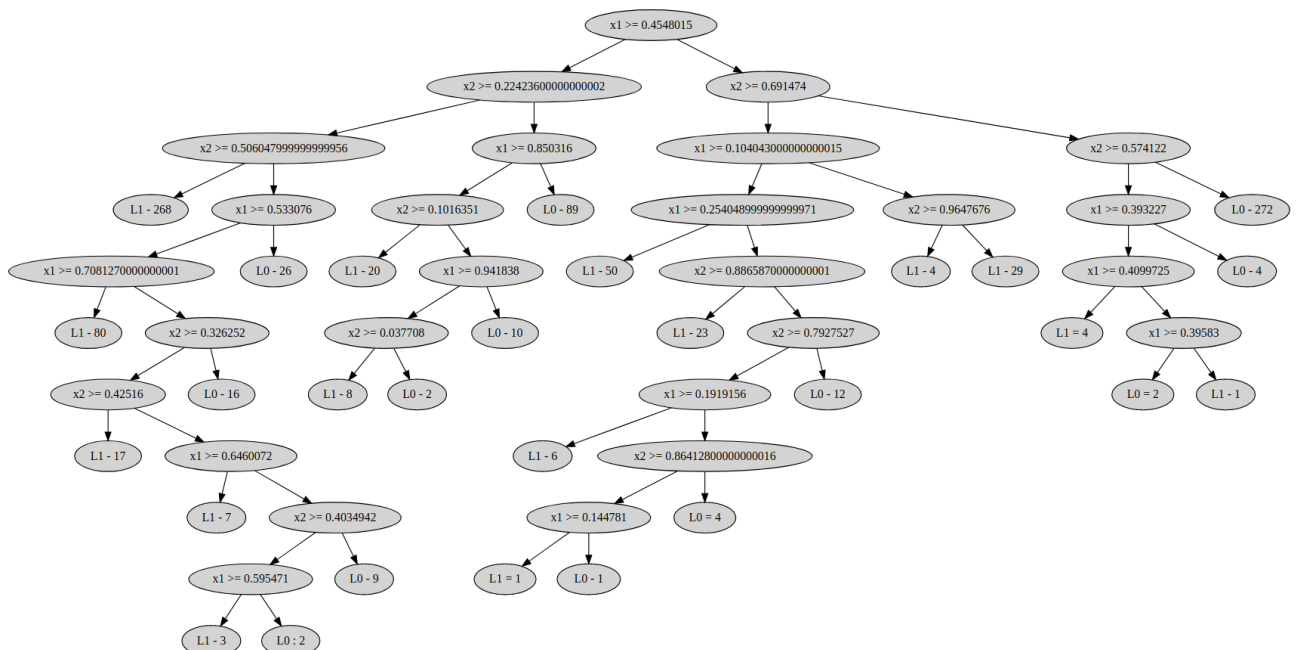 x1 >= 0.4548015
x2 >= 0.22423600000000002
x2 >= 0.691474
x2 >= 0.506047999999999956
x1 >= 0.850316
x1 >= 0.104043000000000015
x2 >= 0.574122
L1 - 268
x1 >= 0.533076
x2 >= 0.1016351
L0 - 89
x1 >= 0.254048999999999971
x2 >= 0.9647676
x1 >= 0.393227
L0 - 272
x1 >= 0.7081270000000001
L0 - 26
L1 - 20
x1 >= 0.941838
L1 - 50
x2 >= 0.8865870000000001
L1 - 4
L1 - 29
x1 >= 0.4099725
L0 - 4
L1 - 80
x2 >= 0.326252
x2 >= 0.037708
L0 - 10
L1 - 23
x2 >= 0.7927527
L1 = 4
x1 >= 0.39583
x2 >= 0.42516
L0 - 16
L1 - 8
L0 - 2
x1 >= 0.1919156
L0 - 12
L0 = 2
L1 - 1
L1 - 17
x1 >= 0.6460072
L1 - 6
x2 >= 0.86412800000000016
L1 - 7
x2 >= 0.4034942
x1 >= 0.144781
L0 = 4
x1 >= 0.595471
L0 - 9
L1 = 1
L0 - 1
L1 - 3
L0 : 2